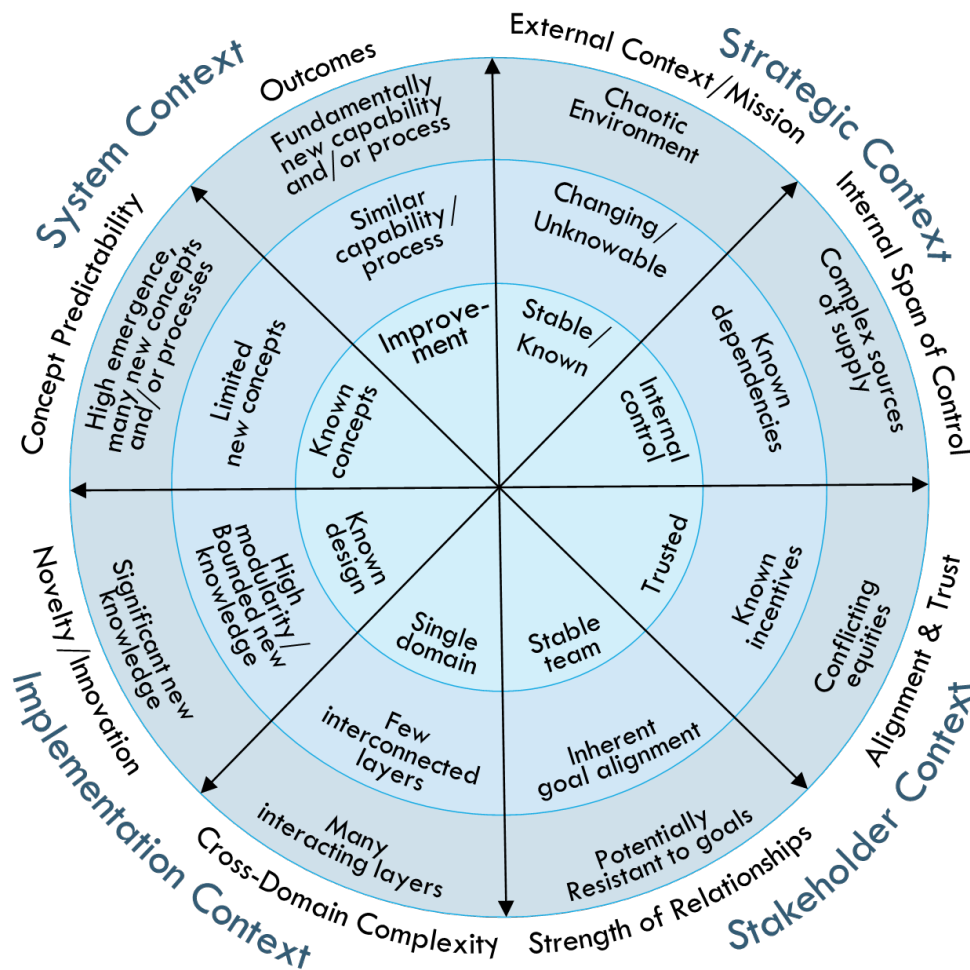 System Context
Strategic Context
Outcomes
External Context/Mission
Fundamentally
new capability
and/or process
Chaotic
Environment
Similar
capability/
process
Changing/
Unknowable
Improve-
ment
Stable/
Known
Concept Predictability
High emergence,
many new concepts
and/or processes
Limited
new concepts
Known
concepts
Internal
control
Known
dependencies
Complex sources
of supply
Internal Span of Control
Novelty/Innovation
Significant new
knowledge
High
modularity/
Bounded new
knowledge
Known
design
Trusted
Known
incentives
Conflicting
equities
Alignment & Trust
Single
domain
Stable
team
Few
interconnected
layers
Inherent
goal alignment
Many
interacting layers
Potentially
Resistant to goals
Cross-Domain Complexity
Strength of Relationships
Implementation Context
Stakeholder Context